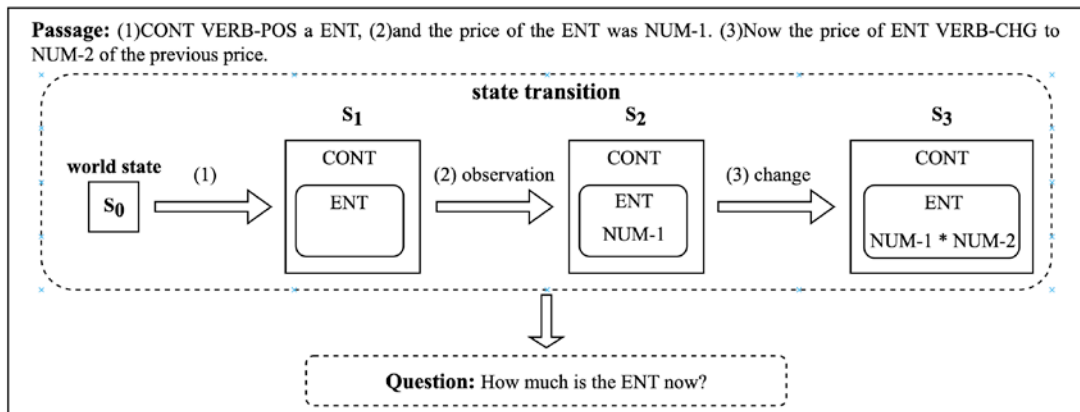 Passage: (1)CONT VERB-POS a ENT, (2)and the price of the ENT was NUM-1. (3)Now the price of ENT VERB-CHG to
NUM-2 of the previous price.
state transition
S₁
S₂
S₃
world state
S₀
(1)
CONT
ENT
(2) observation
CONT
ENT
NUM-1
(3) change
CONT
ENT
NUM-1 * NUM-2
Question: How much is the ENT now?